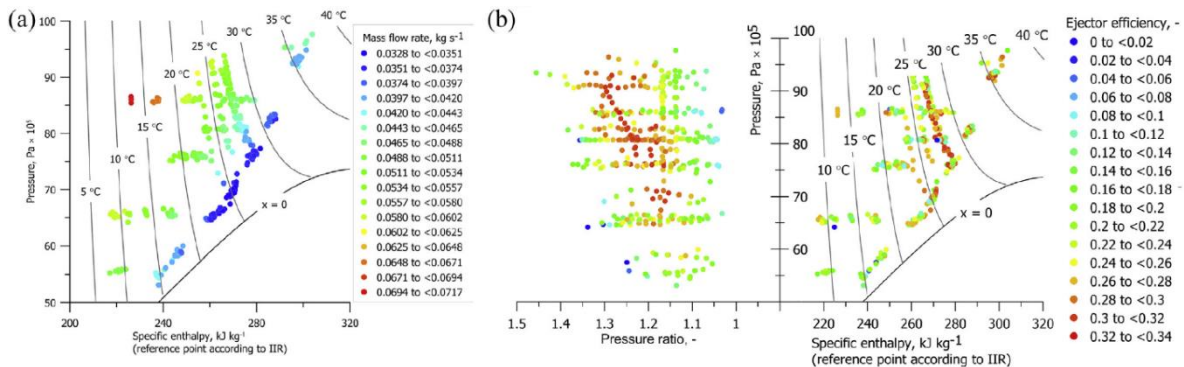 (a)
100
90
80
70
60
50
Pressure, Pa × 10⁵
5 °C
10 °C
15 °C
20 °C
25 °C
30 °C
35 °C
40 °C
x = 0
200
240
280
320
Specific enthalpy, kJ kg⁻¹
(reference point according to IIR)
Mass flow rate, kg s⁻¹
0.0328 to <0.0351
0.0351 to <0.0374
0.0374 to <0.0397
0.0397 to <0.0420
0.0420 to <0.0443
0.0443 to <0.0465
0.0465 to <0.0488
0.0488 to <0.0511
0.0511 to <0.0534
0.0534 to <0.0557
0.0557 to <0.0580
0.0580 to <0.0602
0.0602 to <0.0625
0.0625 to <0.0648
0.0648 to <0.0671
0.0671 to <0.0694
0.0694 to <0.0717
(b)
1.5
1.4
1.3
1.2
1.1
1
Pressure ratio, -
Pressure, Pa × 10⁵
100
90
80
70
60
10 °C
15 °C
20 °C
25 °C
30 °C
35 °C
40 °C
x = 0
220
240
260
280
300
320
Specific enthalpy, kJ kg⁻¹
(reference point according to IIR)
Ejector efficiency, -
0 to <0.02
0.02 to <0.04
0.04 to <0.06
0.06 to <0.08
0.08 to <0.1
0.1 to <0.12
0.12 to <0.14
0.14 to <0.16
0.16 to <0.18
0.18 to <0.2
0.2 to <0.22
0.22 to <0.24
0.24 to <0.26
0.26 to <0.28
0.28 to <0.3
0.3 to <0.32
0.32 to <0.34